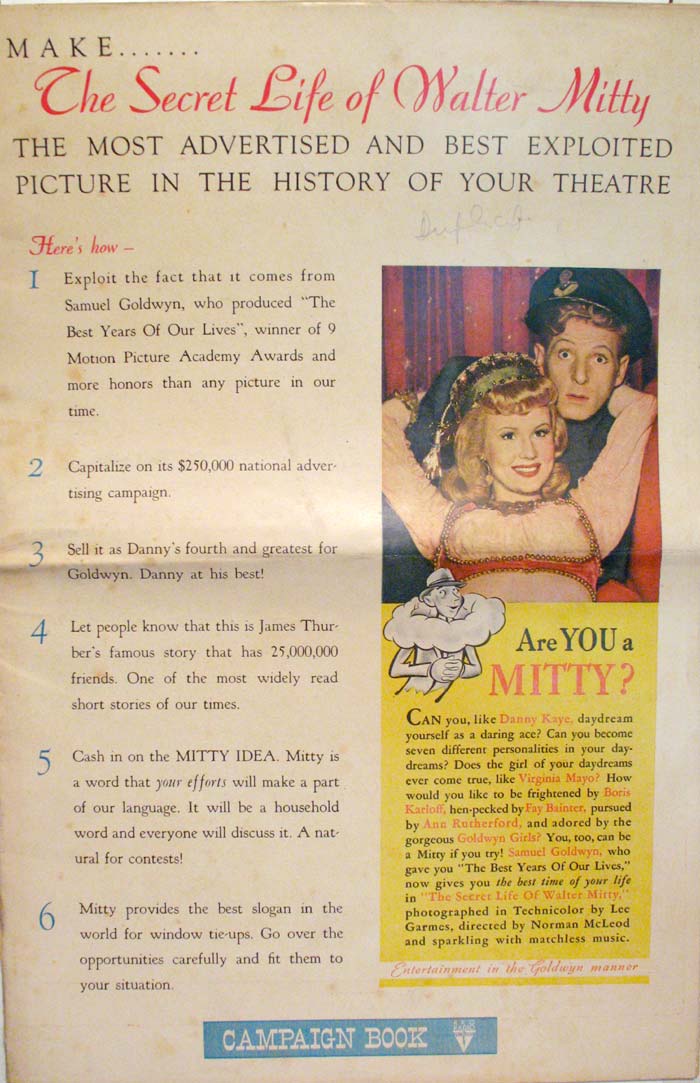 MAKE.......
The Secret Life of Walter Mitty
THE MOST ADVERTISED AND BEST EXPLOITED
PICTURE IN THE HISTORY OF YOUR THEATRE
Here's how –
1 Exploit the fact that it comes from
Samuel Goldwyn, who produced "The
Best Years Of Our Lives", winner of 9
Motion Picture Academy Awards and
more honors than any picture in our
time.
2 Capitalize on its $250,000 national adver-
tising campaign.
3 Sell it as Danny's fourth and greatest for
Goldwyn. Danny at his best!
4 Let people know that this is James Thur-
ber's famous story that has 25,000,000
friends. One of the most widely read
short stories of our times.
5 Cash in on the MITTY IDEA. Mitty is
a word that your efforts will make a part
of our language. It will be a household
word and everyone will discuss it. A nat-
ural for contests!
6 Mitty provides the best slogan in the
world for window tie-ups. Go over the
opportunities carefully and fit them to
your situation.
Are YOU a
MITTY?
CAN you, like Danny Kaye, daydream
yourself as a daring ace? Can you become
seven different personalities in your day-
dreams? Does the girl of your daydreams
ever come true, like Virginia Mayo? How
would you like to be frightened by Boris
Karloff, hen-pecked by Fay Bainter, pursued
by Ann Rutherford, and adored by the
gorgeous Goldwyn Girls? You, too, can be
a Mitty if you try! Samuel Goldwyn, who
gave you "The Best Years Of Our Lives,"
now gives you the best time of your life
in "The Secret Life Of Walter Mitty,"
photographed in Technicolor by Lee
Garmes, directed by Norman McLeod
and sparkling with matchless music.
Entertainment in the Goldwyn manner
CAMPAIGN BOOK